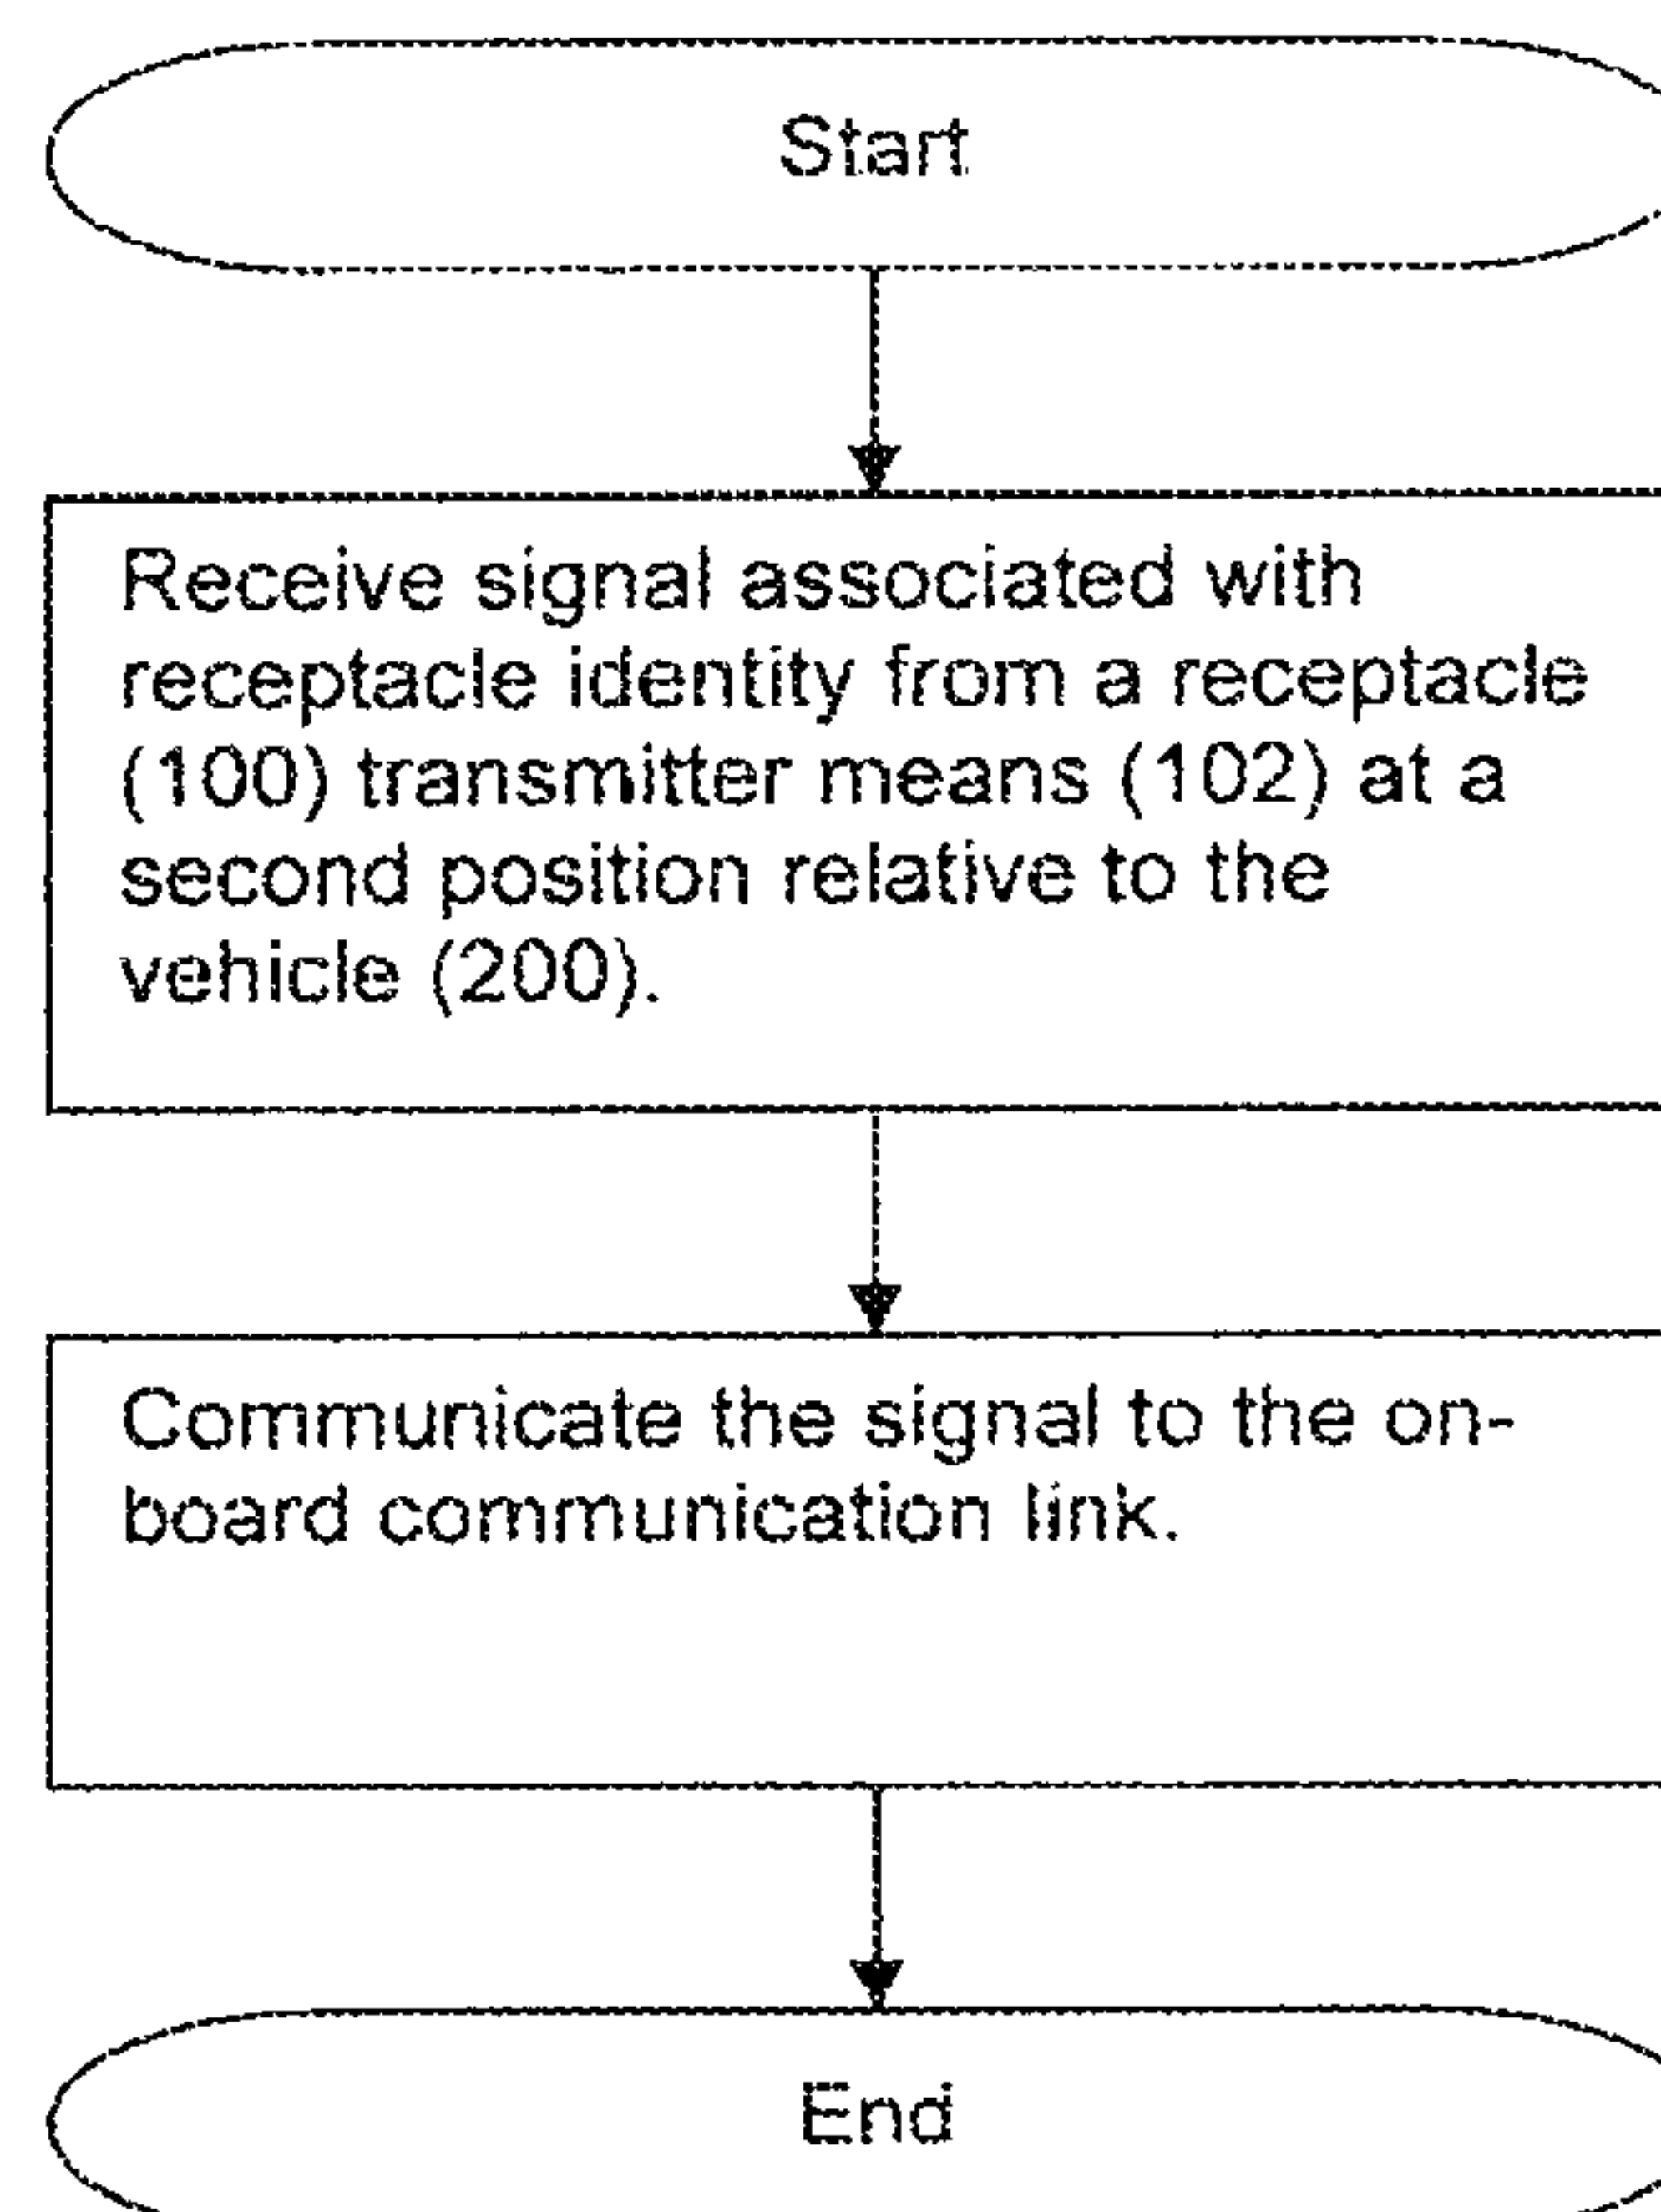 Start
Receive signal associated with
receptacle identity from a receptacle
(100) transmitter means (102) at a
second position relative to the
vehicle (200).
Communicate the signal to the on-
board communication link.
End